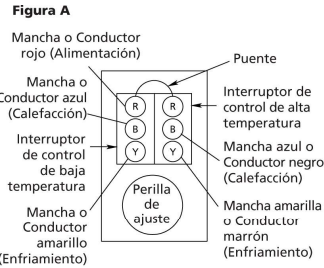 Figura A
Mancha o Conductor
rojo (Alimentación)
Puente
Mancha o
Conductor azul
(Calefacción)
Interruptor
de control
de baja
temperatura
Mancha o
Conductor
amarillo
(Enfriamiento)
R
R
B
B
Y
Y
Perilla
de
ajuste
Interruptor de
control de alta
temperatura
Mancha azul o
Conductor negro
(Calefacción)
Mancha amarilla
o Conductor
marrón
(Enfriamiento)